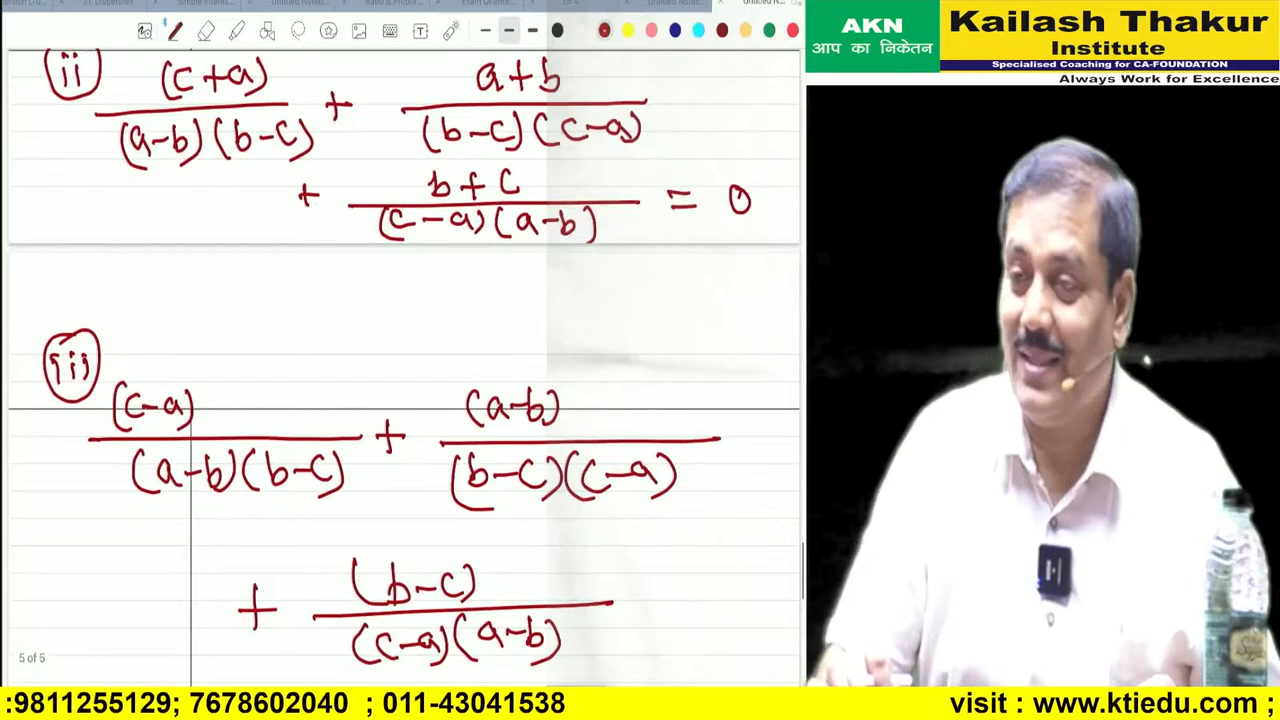 AKN
आप का निकेतन
Kailash Thakur
Institute
Specialised Coaching for CA-FOUNDATION
Always Work for Excellence
ii
(c+a) / (a-b)(b-c) + a+b / (b-c)(c-a)
+ b+c / (c-a)(a-b) = 0
iii
(c-a) / (a-b)(b-c) + (a-b) / (b-c)(c-a)
+ (b-c) / (c-a)(a-b)
5 of 5
:9811255129; 7678602040 ; 011-43041538 visit : www.ktiedu.com ;